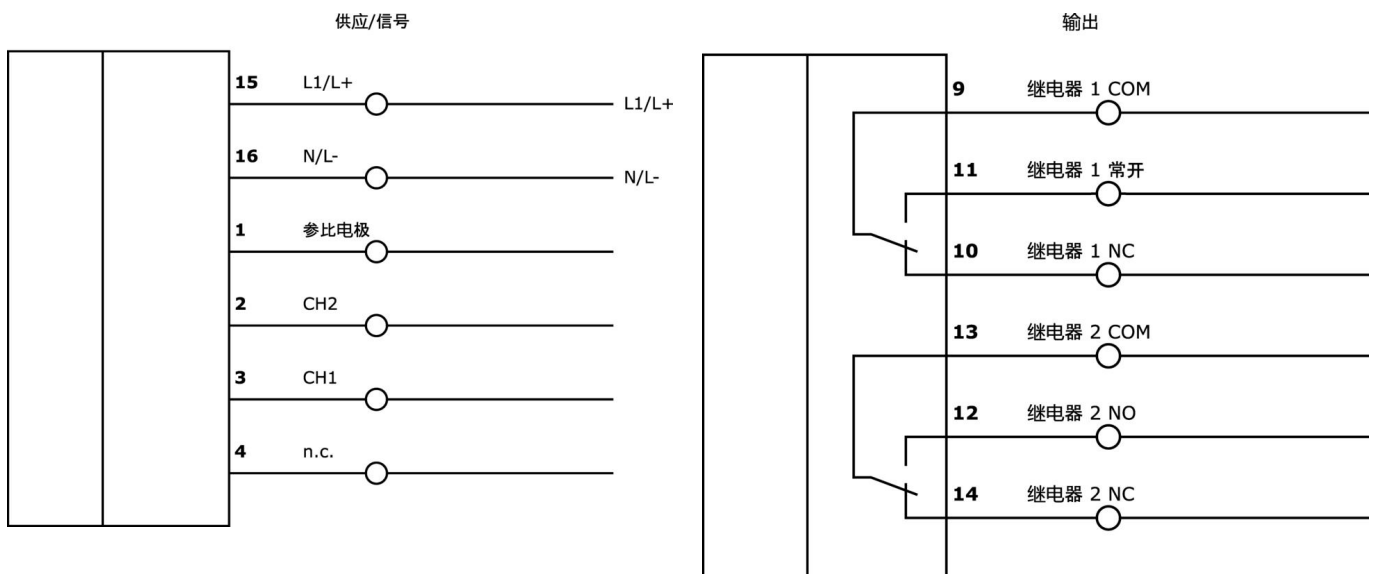 供应/信号
15 L1/L+
L1/L+
16 N/L-
N/L-
1 参比电极
2 CH2
3 CH1
4 n.c.
输出
9 继电器 1 COM
11 继电器 1 常开
10 继电器 1 NC
13 继电器 2 COM
12 继电器 2 NO
14 继电器 2 NC